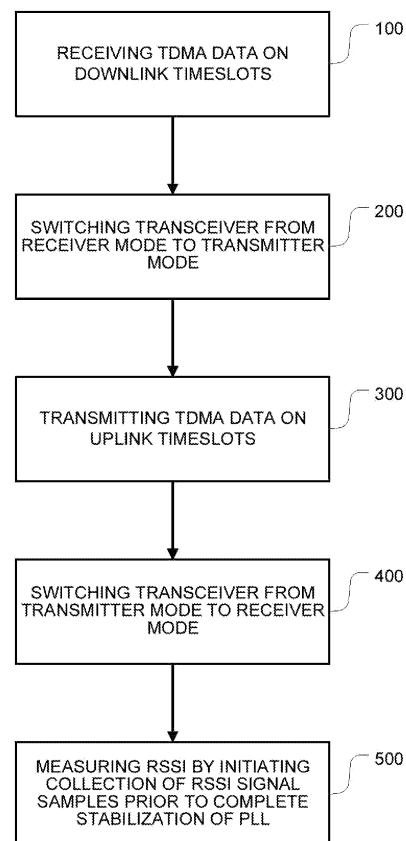 RECEIVING TDMA DATA ON
DOWNLINK TIMESLOTS
100
SWITCHING TRANSCEIVER FROM
RECEIVER MODE TO TRANSMITTER
MODE
200
TRANSMITTING TDMA DATA ON
UPLINK TIMESLOTS
300
SWITCHING TRANSCEIVER FROM
TRANSMITTER MODE TO RECEIVER
MODE
400
MEASURING RSSI BY INITIATING
COLLECTION OF RSSI SIGNAL
SAMPLES PRIOR TO COMPLETE
STABILIZATION OF PLL
500